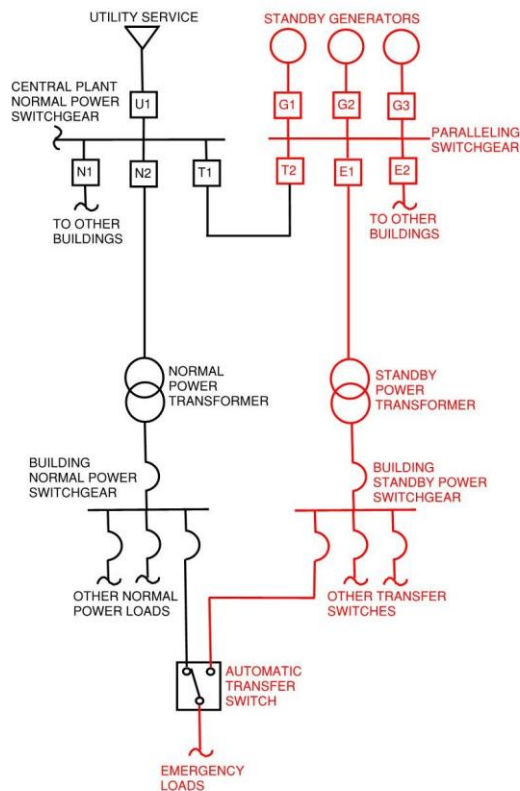 UTILITY SERVICE
STANDBY GENERATORS
CENTRAL PLANT
NORMAL POWER
SWITCHGEAR
U1
G1
G2
G3
PARALLELING
SWITCHGEAR
N1
N2
T1
T2
E1
E2
TO OTHER
BUILDINGS
TO OTHER
BUILDINGS
NORMAL
POWER
TRANSFORMER
STANDBY
POWER
TRANSFORMER
BUILDING
NORMAL POWER
SWITCHGEAR
BUILDING
STANDBY POWER
SWITCHGEAR
OTHER NORMAL
POWER LOADS
OTHER TRANSFER
SWITCHES
AUTOMATIC
TRANSFER
SWITCH
EMERGENCY
LOADS